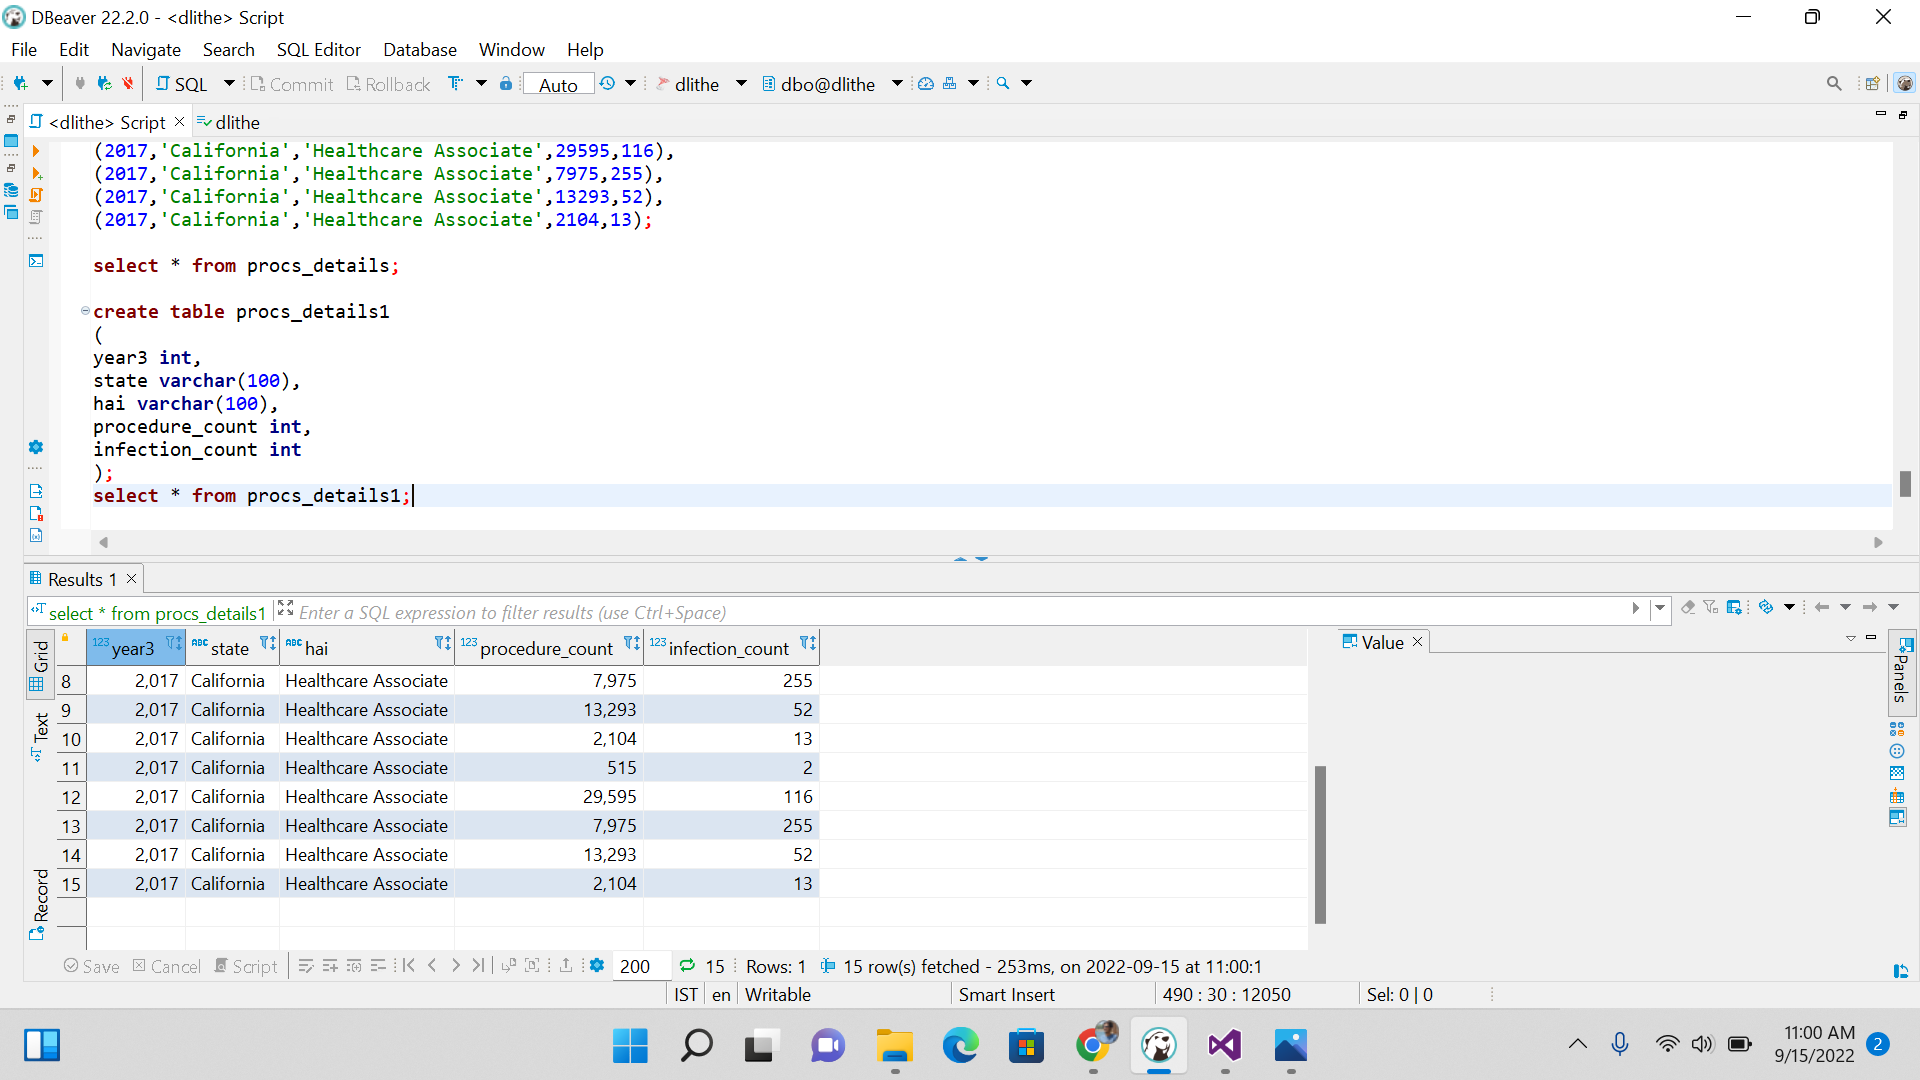 DBeaver 22.2.0 - <dlithe> Script
File Edit Navigate Search SQL Editor Database Window Help
SQL Commit Rollback Auto dlithe dbo@dlithe
<dlithe> Script dlithe
(2017,'California','Healthcare Associate',29595,116),
(2017,'California','Healthcare Associate',7975,255),
(2017,'California','Healthcare Associate',13293,52),
(2017,'California','Healthcare Associate',2104,13);
select * from procs_details;
create table procs_details1
(
year3 int,
state varchar(100),
hai varchar(100),
procedure_count int,
infection_count int
);
select * from procs_details1;
Results 1
select * from procs_details1 Enter a SQL expression to filter results (use Ctrl+Space)
Grid
Text
Record
123 year3 ABC state ABC hai 123 procedure_count 123 infection_count
8 2,017 California Healthcare Associate 7,975 255
9 2,017 California Healthcare Associate 13,293 52
10 2,017 California Healthcare Associate 2,104 13
11 2,017 California Healthcare Associate 515 2
12 2,017 California Healthcare Associate 29,595 116
13 2,017 California Healthcare Associate 7,975 255
14 2,017 California Healthcare Associate 13,293 52
15 2,017 California Healthcare Associate 2,104 13
Value
Panels
Save Cancel Script 200 15 Rows: 1 15 row(s) fetched - 253ms, on 2022-09-15 at 11:00:1
IST en Writable Smart Insert 490 : 30 : 12050 Sel: 0 | 0
11:00 AM
9/15/2022
2